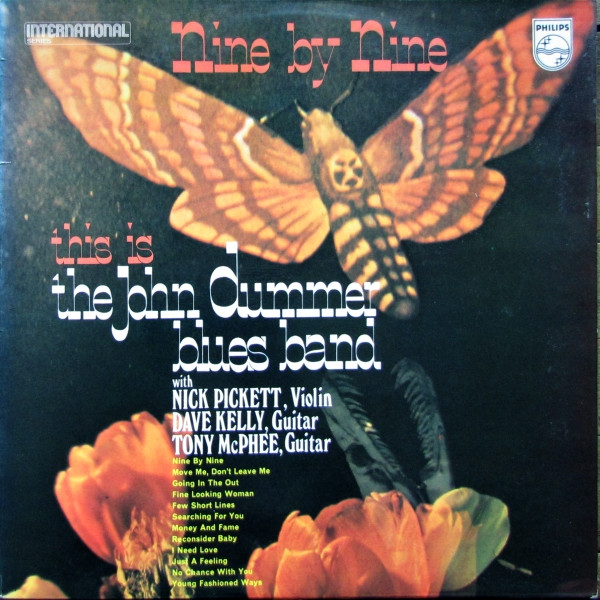 INTERNATIONAL
SERIES
Nine by Nine
PHILIPS
this is
the john dummer
blues band
with
NICK PICKETT, Violin
DAVE KELLY, Guitar
TONY McPHEE, Guitar
Nine By Nine
Move Me, Don't Leave Me
Going In The Out
Fine Looking Woman
Few Short Lines
Searching For You
Money And Fame
Reconsider Baby
I Need Love
Just A Feeling
No Chance With You
Young Fashioned Ways